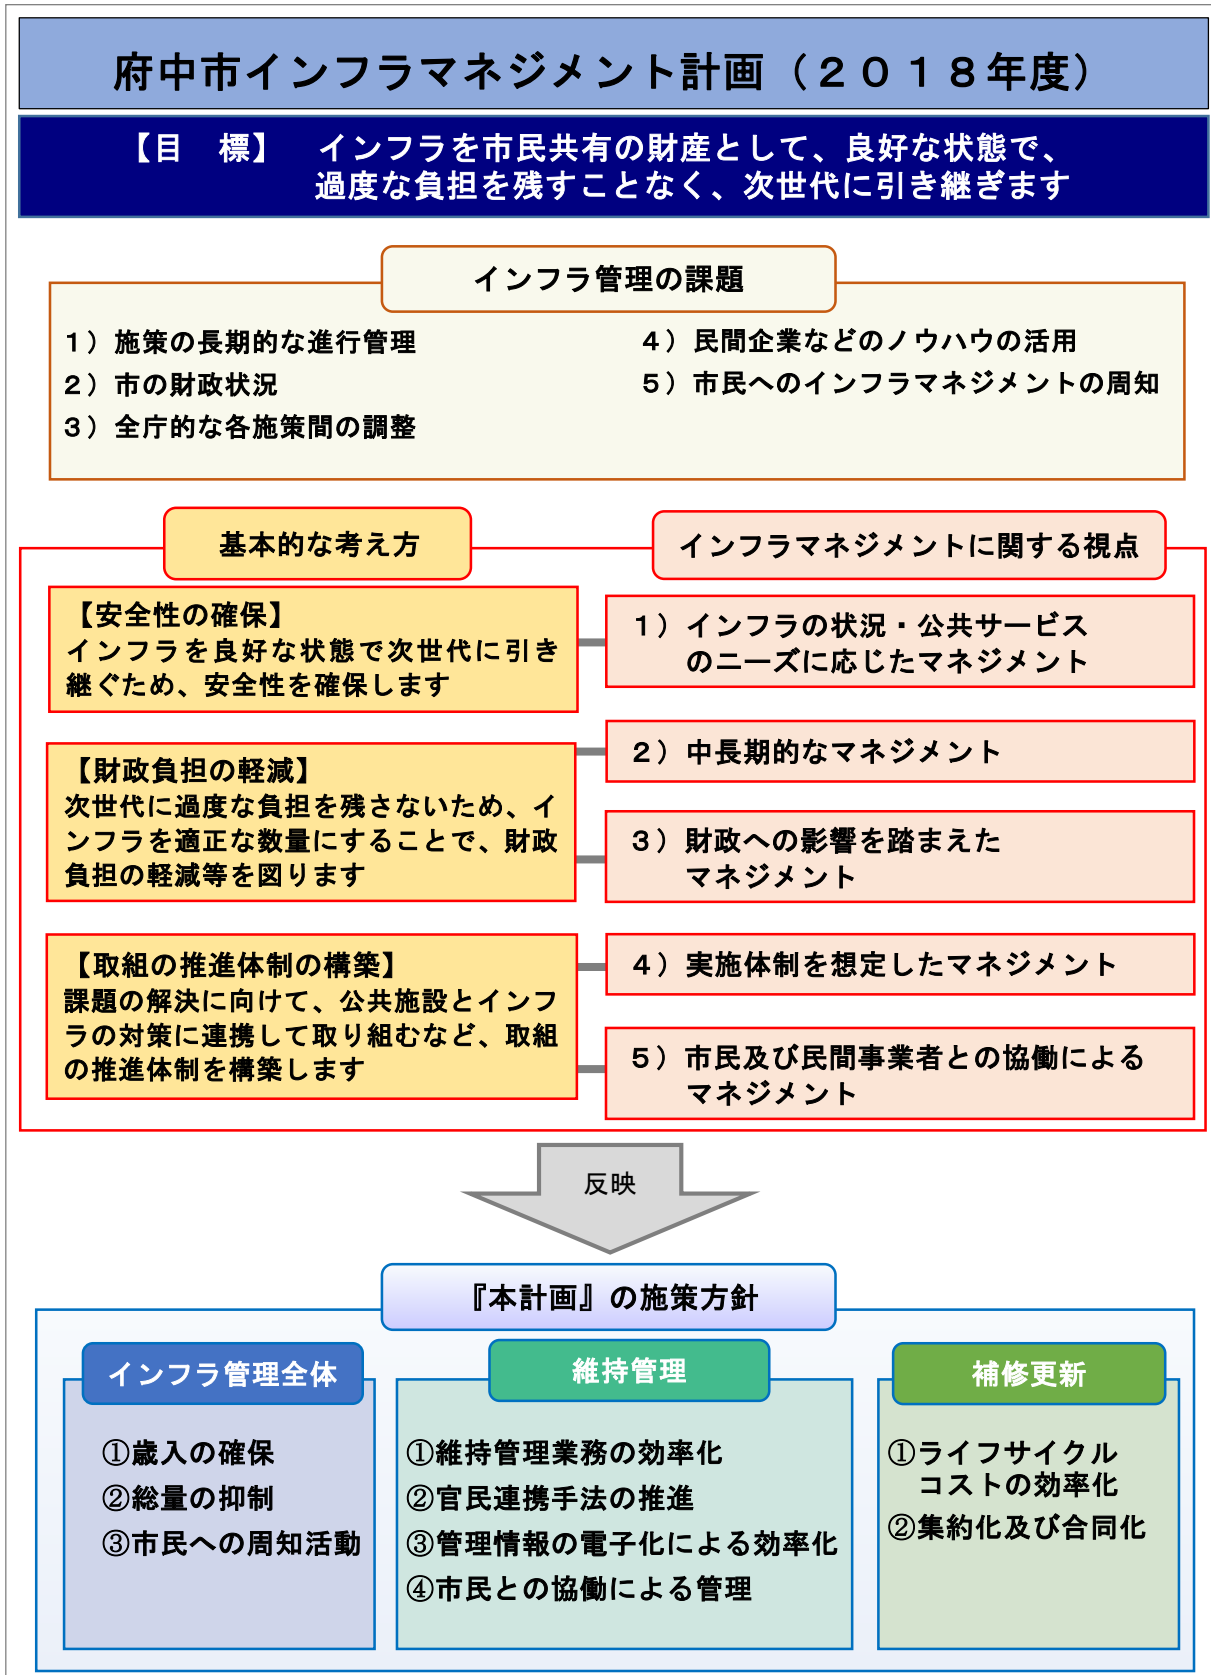 府中市インフラマネジメント計画（２０１８年度）
【目　標】　インフラを市民共有の財産として、良好な状態で、
過度な負担を残すことなく、次世代に引き継ぎます
インフラ管理の課題
１）施策の長期的な進行管理
２）市の財政状況
３）全庁的な各施策間の調整
４）民間企業などのノウハウの活用
５）市民へのインフラマネジメントの周知
基本的な考え方
インフラマネジメントに関する視点
【安全性の確保】
インフラを良好な状態で次世代に引き
継ぐため、安全性を確保します
１）インフラの状況・公共サービス
のニーズに応じたマネジメント
【財政負担の軽減】
次世代に過度な負担を残さないため、イ
ンフラを適正な数量にすることで、財政
負担の軽減等を図ります
２）中長期的なマネジメント
３）財政への影響を踏まえた
マネジメント
【取組の推進体制の構築】
課題の解決に向けて、公共施設とインフ
ラの対策に連携して取り組むなど、取組
の推進体制を構築します
４）実施体制を想定したマネジメント
５）市民及び民間事業者との協働による
マネジメント
反映
『本計画』の施策方針
インフラ管理全体
①歳入の確保
②総量の抑制
③市民への周知活動
維持管理
①維持管理業務の効率化
②官民連携手法の推進
③管理情報の電子化による効率化
④市民との協働による管理
補修更新
①ライフサイクル
コストの効率化
②集約化及び合同化